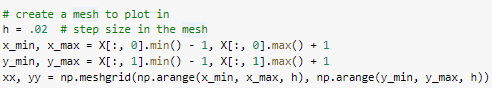 # create a mesh to plot in
h = .02  # step size in the mesh
x_min, x_max = X[:, 0].min() - 1, X[:, 0].max() + 1
y_min, y_max = X[:, 1].min() - 1, X[:, 1].max() + 1
xx, yy = np.meshgrid(np.arange(x_min, x_max, h), np.arange(y_min, y_max, h))